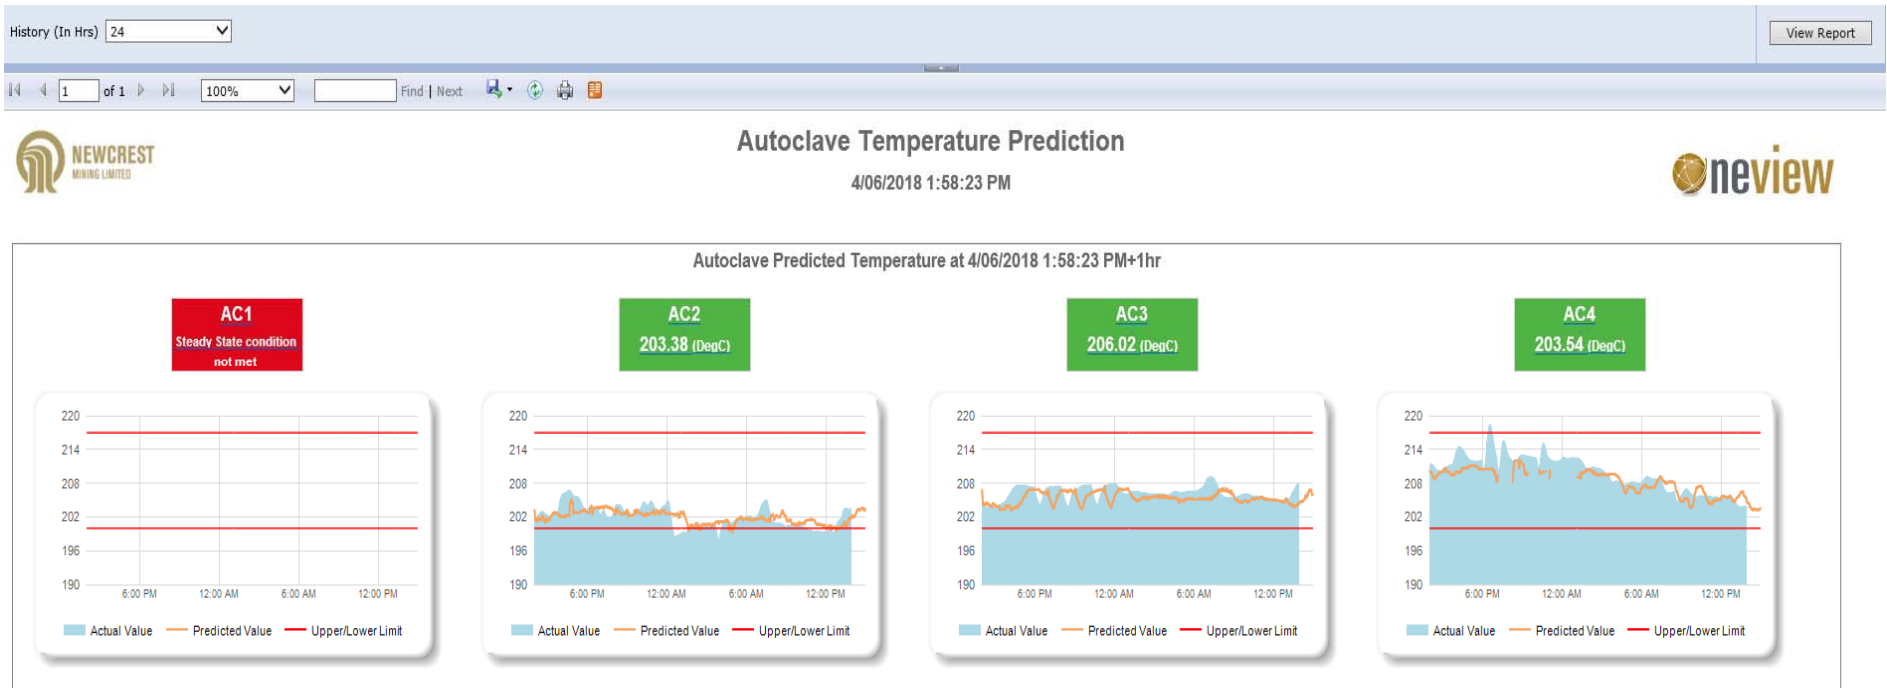 History (In Hrs) 24 View Report
1 of 1 100% Find | Next
NEWCREST
MINING LIMITED
Autoclave Temperature Prediction
4/06/2018 1:58:23 PM
neview
Autoclave Predicted Temperature at 4/06/2018 1:58:23 PM+1hr
AC1
Steady State condition
not met
AC2
203.38 (DegC)
AC3
206.02 (DegC)
AC4
203.54 (DegC)
220
214
208
202
196
190
6:00 PM 12:00 AM 6:00 AM 12:00 PM
Actual Value Predicted Value Upper/Lower Limit
220
214
208
202
196
190
6:00 PM 12:00 AM 6:00 AM 12:00 PM
Actual Value Predicted Value Upper/Lower Limit
220
214
208
202
196
190
6:00 PM 12:00 AM 6:00 AM 12:00 PM
Actual Value Predicted Value Upper/Lower Limit
220
214
208
202
196
190
6:00 PM 12:00 AM 6:00 AM 12:00 PM
Actual Value Predicted Value Upper/Lower Limit